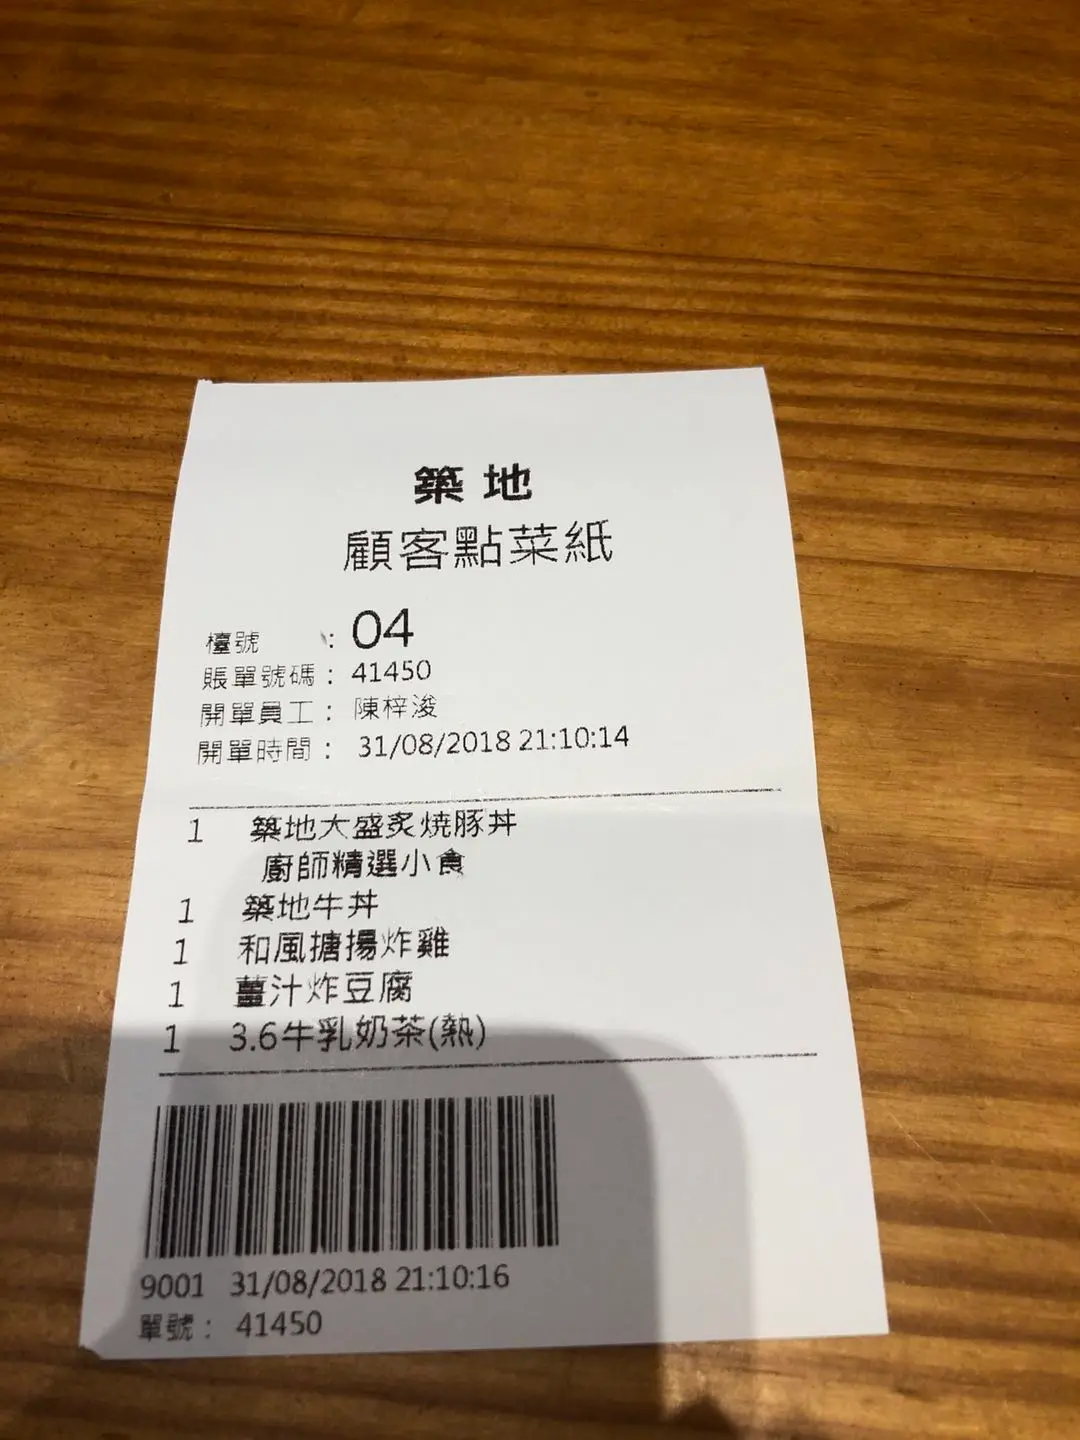 築地
顧客點菜紙
檯號 : 04
賬單號碼 : 41450
開單員工 : 陳梓浚
開單時間 : 31/08/2018 21:10:14
1 築地大盛炙燒豚丼
廚師精選小食
1 築地牛丼
1 和風搪揚炸雞
1 薑汁炸豆腐
1 3.6牛乳奶茶(熱)
9001 31/08/2018 21:10:16
單號 : 41450